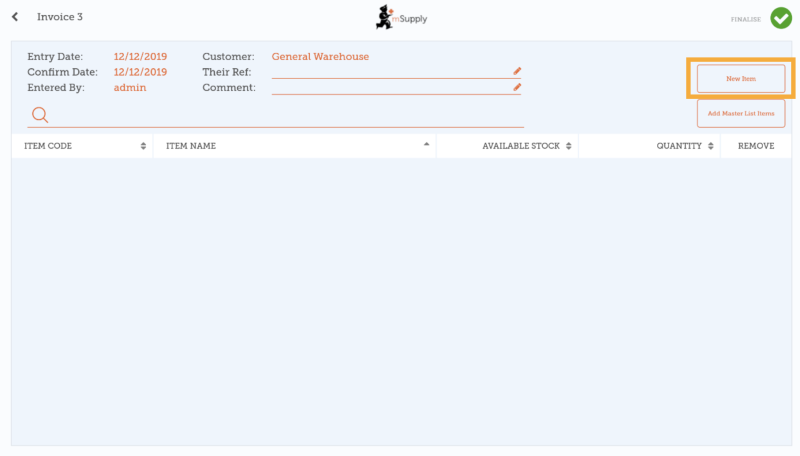 Invoice 3
mSupply
FINALISE
Entry Date: 12/12/2019 Customer: General Warehouse
Confirm Date: 12/12/2019 Their Ref:
Entered By: admin Comment:
New Item
Add Master List Items
ITEM CODE ITEM NAME AVAILABLE STOCK QUANTITY REMOVE